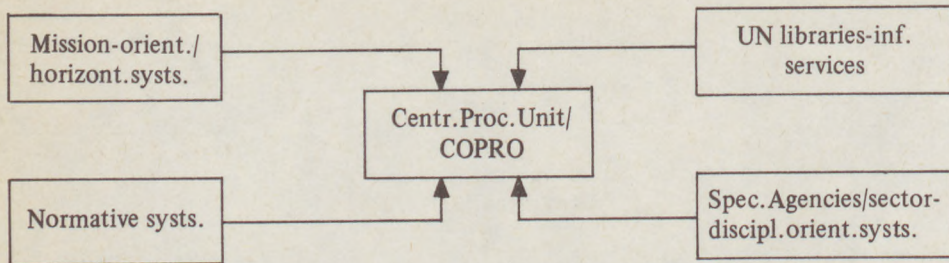 Mission-orient./
horizont.systs.
UN libraries-inf.
services
Centr.Proc.Unit/
COPRO
Normative systs.
Spec.Agencies/sector-
discipl.orient.systs.